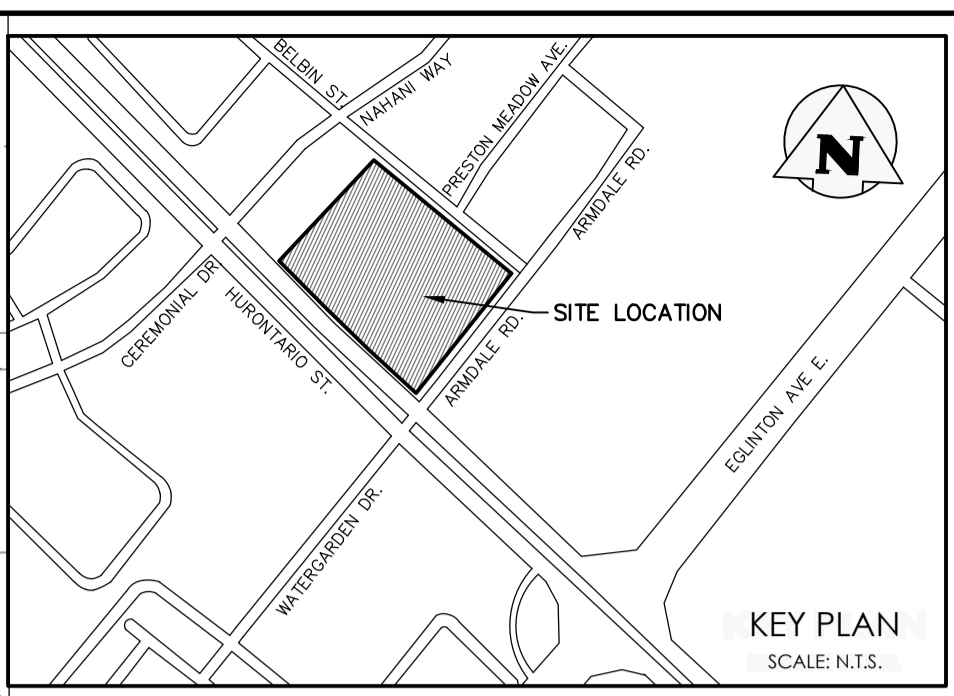 BELBIN ST.
NAHANI WAY
PRESTON MEADOW AVE.
ARMDALE RD.
N
CEREMONIAL DR.
HURONTARIO ST.
SITE LOCATION
ARMDALE RD.
EGLINTON AVE E.
WATERGARDEN DR.
KEY PLAN
SCALE: N.T.S.